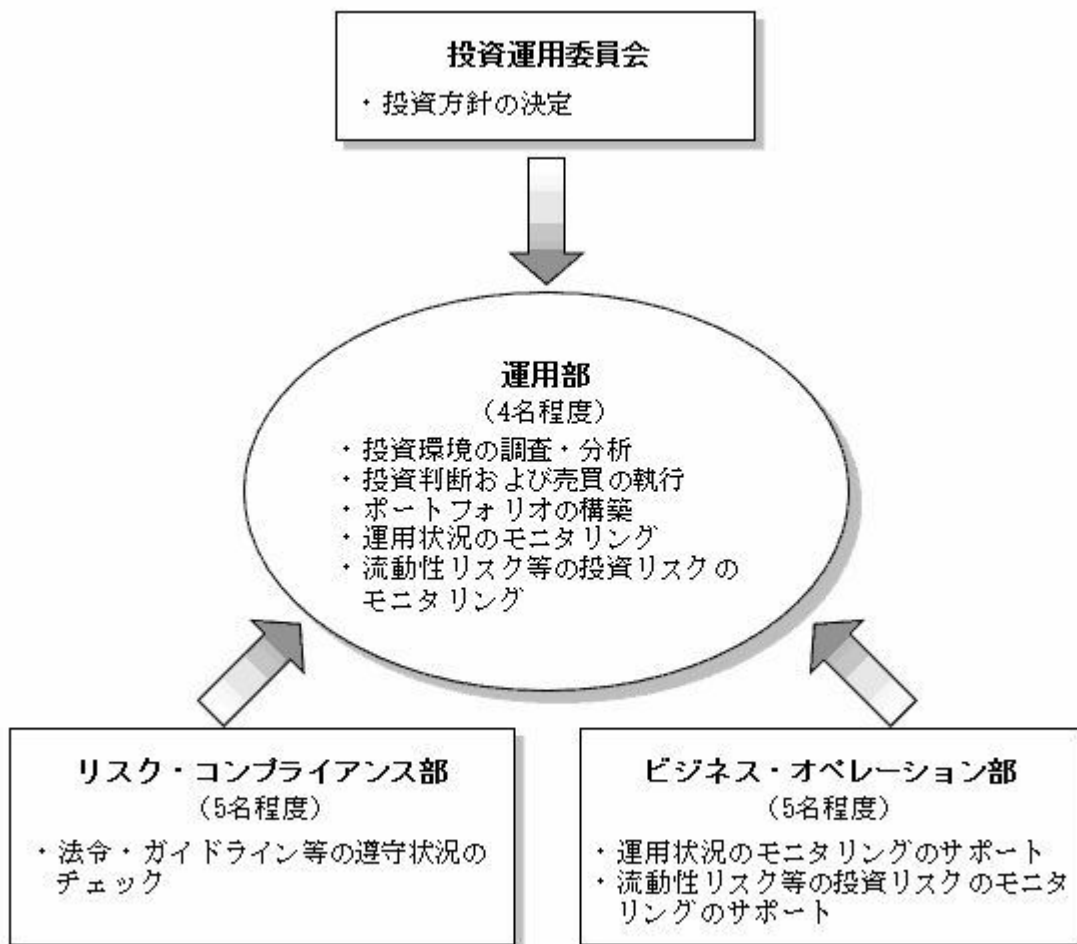 投資運用委員会
・投資方針の決定
運用部
（4名程度）
・投資環境の調査・分析
・投資判断および売買の執行
・ポートフォリオの構築
・運用状況のモニタリング
・流動性リスク等の投資リスクの
モニタリング
リスク・コンプライアンス部
（5名程度）
・法令・ガイドライン等の遵守状況の
チェック
ビジネス・オペレーション部
（5名程度）
・運用状況のモニタリングのサポート
・流動性リスク等の投資リスクのモニタ
リングのサポート